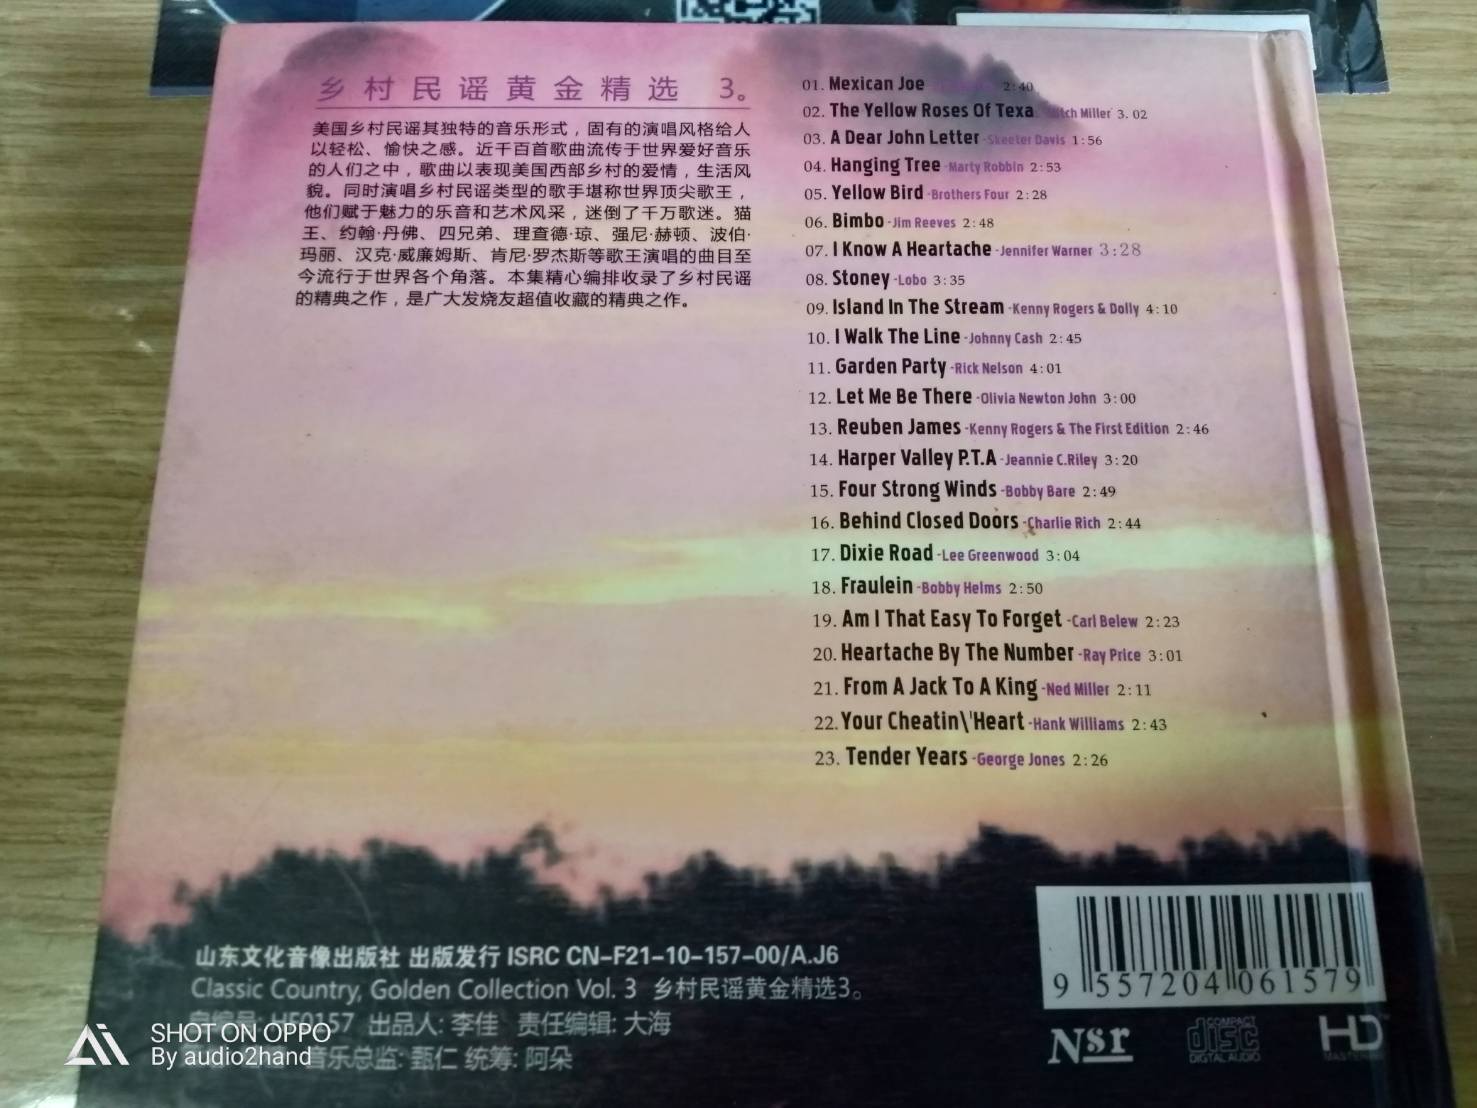 乡村民谣黄金精选 3。
美国乡村民谣其独特的音乐形式，固有的演唱风格给人
以轻松、愉快之感。近千百首歌曲流传于世界爱好音乐
的人们之中，歌曲以表现美国西部乡村的爱情，生活风
貌。同时演唱乡村民谣类型的歌手堪称世界顶尖歌王，
他们赋于魅力的乐音和艺术风采，迷倒了千万歌迷。猫
王、约翰·丹佛、四兄弟、理查德·琼、强尼·赫顿、波伯·
玛丽、汉克·威廉姆斯、肯尼·罗杰斯等歌王演唱的曲目至
今流行于世界各个角落。本集精心编排收录了乡村民谣
的精典之作，是广大发烧友超值收藏的精典之作。
01. Mexican Joe 2:40
02. The Yellow Roses Of Texa Miller 3.02
03. A Dear John Letter -Skeeter Davis 1:56
04. Hanging Tree -Marty Robbin 2:53
05. Yellow Bird -Brothers Four 2:28
06. Bimbo -Jim Reeves 2:48
07. I Know A Heartache -Jennifer Warner 3:28
08. Stoney -Lobo 3:35
09. Island In The Stream -Kenny Rogers & Dolly 4:10
10. I Walk The Line -Johnny Cash 2:45
11. Garden Party -Rick Nelson 4:01
12. Let Me Be There -Olivia Newton John 3:00
13. Reuben James -Kenny Rogers & The First Edition 2:46
14. Harper Valley P.T.A -Jeannie C.Riley 3:20
15. Four Strong Winds -Bobby Bare 2:49
16. Behind Closed Doors -Charlie Rich 2:44
17. Dixie Road -Lee Greenwood 3:04
18. Fraulein -Bobby Helms 2:50
19. Am I That Easy To Forget -Carl Belew 2:23
20. Heartache By The Number -Ray Price 3:01
21. From A Jack To A King -Ned Miller 2:11
22. Your Cheatin\'Heart -Hank Williams 2:43
23. Tender Years -George Jones 2:26
山东文化音像出版社 出版发行 ISRC CN-F21-10-157-00/A.J6
Classic Country, Golden Collection Vol. 3 乡村民谣黄金精选3。
HF0157 出品人: 李佳 责任编辑: 大海
音乐总监: 甄仁 统筹: 阿朵
9 557204 061579
Nsr COMPACT disc DIGITAL AUDIO HD MASTERING
SHOT ON OPPO
By audio2hand